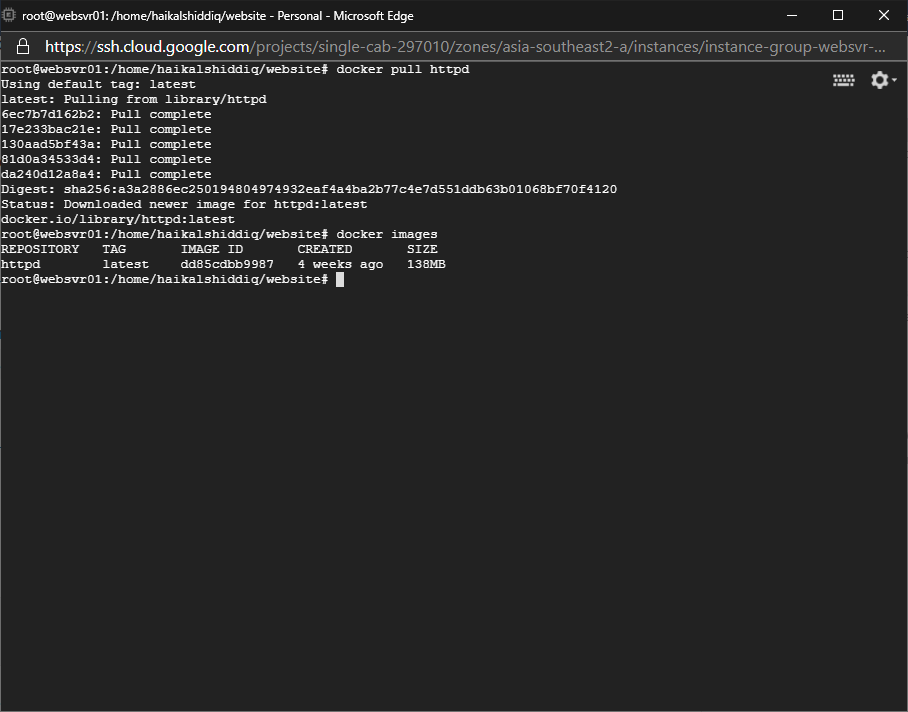 root@websvr01: /home/haikalshiddiq/website - Personal - Microsoft Edge
https://ssh.cloud.google.com/projects/single-cab-297010/zones/asia-southeast2-a/instances/instance-group-websvr-...
root@websvr01:/home/haikalshiddiq/website# docker pull httpd
Using default tag: latest
latest: Pulling from library/httpd
6ec7b7d162b2: Pull complete
17e233bac21e: Pull complete
130aad5bf43a: Pull complete
81d0a34533d4: Pull complete
da240d12a8a4: Pull complete
Digest: sha256:a3a2886ec250194804974932eaf4a4ba2b77c4e7d551ddb63b01068bf70f4120
Status: Downloaded newer image for httpd:latest
docker.io/library/httpd:latest
root@websvr01:/home/haikalshiddiq/website# docker images
REPOSITORY TAG IMAGE ID CREATED SIZE
httpd latest dd85cdbb9987 4 weeks ago 138MB
root@websvr01:/home/haikalshiddiq/website#